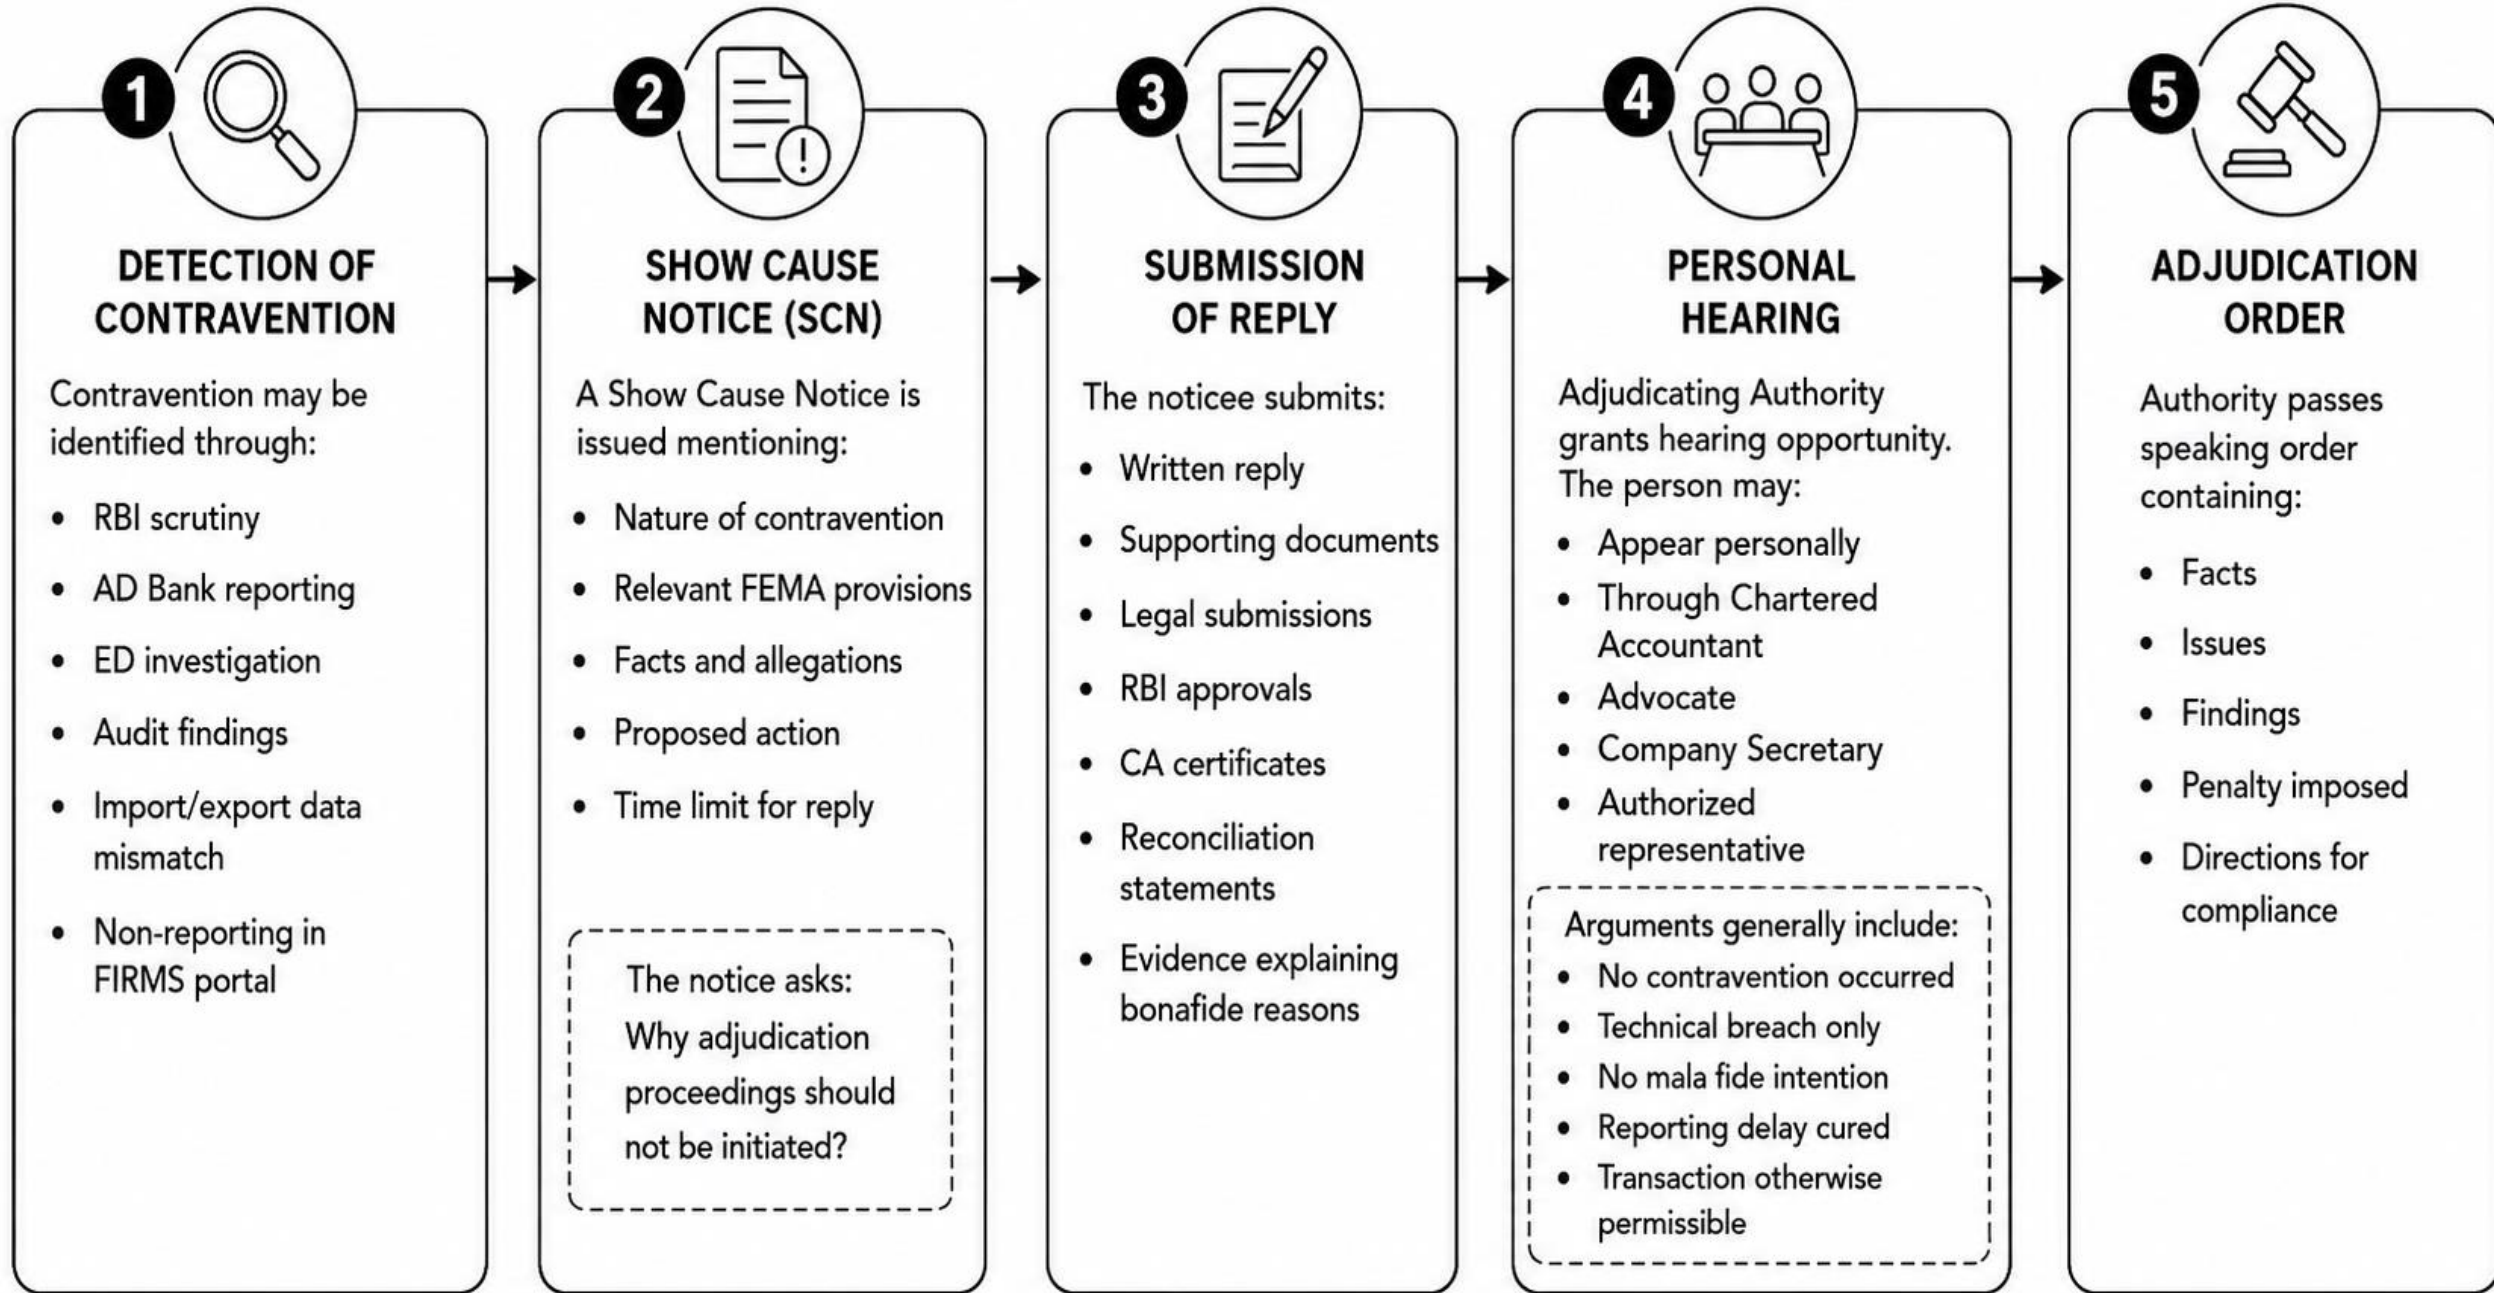 1
DETECTION OF
CONTRAVENTION
Contravention may be
identified through:
• RBI scrutiny
• AD Bank reporting
• ED investigation
• Audit findings
• Import/export data
mismatch
• Non-reporting in
FIRMS portal
2
!
SHOW CAUSE
NOTICE (SCN)
A Show Cause Notice is
issued mentioning:
• Nature of contravention
• Relevant FEMA provisions
• Facts and allegations
• Proposed action
• Time limit for reply
The notice asks:
Why adjudication
proceedings should
not be initiated?
3
SUBMISSION
OF REPLY
The noticee submits:
• Written reply
• Supporting documents
• Legal submissions
• RBI approvals
• CA certificates
• Reconciliation
statements
• Evidence explaining
bonafide reasons
4
PERSONAL
HEARING
Adjudicating Authority
grants hearing opportunity.
The person may:
• Appear personally
• Through Chartered
Accountant
• Advocate
• Company Secretary
• Authorized
representative
Arguments generally include:
• No contravention occurred
• Technical breach only
• No mala fide intention
• Reporting delay cured
• Transaction otherwise
permissible
5
ADJUDICATION
ORDER
Authority passes
speaking order
containing:
• Facts
• Issues
• Findings
• Penalty imposed
• Directions for
compliance